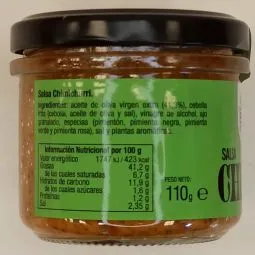 Salsa Chimichurri.
Ingredientes: aceite de oliva virgen extra (41,3%), cebolla
frita (cebolla, aceite de oliva y sal), vinagre de alcohol, ajo
granulado, especias (pimentón, pimienta negra, pimienta
verde y pimienta rosa), sal y plantas aromáticas.
Información Nutricional por 100 g
Valor energético 1747 kJ / 423 kcal
Grasas 41,2 g
de las cuales saturadas 6,7 g
Hidratos de carbono 11,9 g
de los cuales azúcares 1,6 g
Proteínas 1,2 g
Sal 2,35 g
PESO NETO:
110g e
SALSA